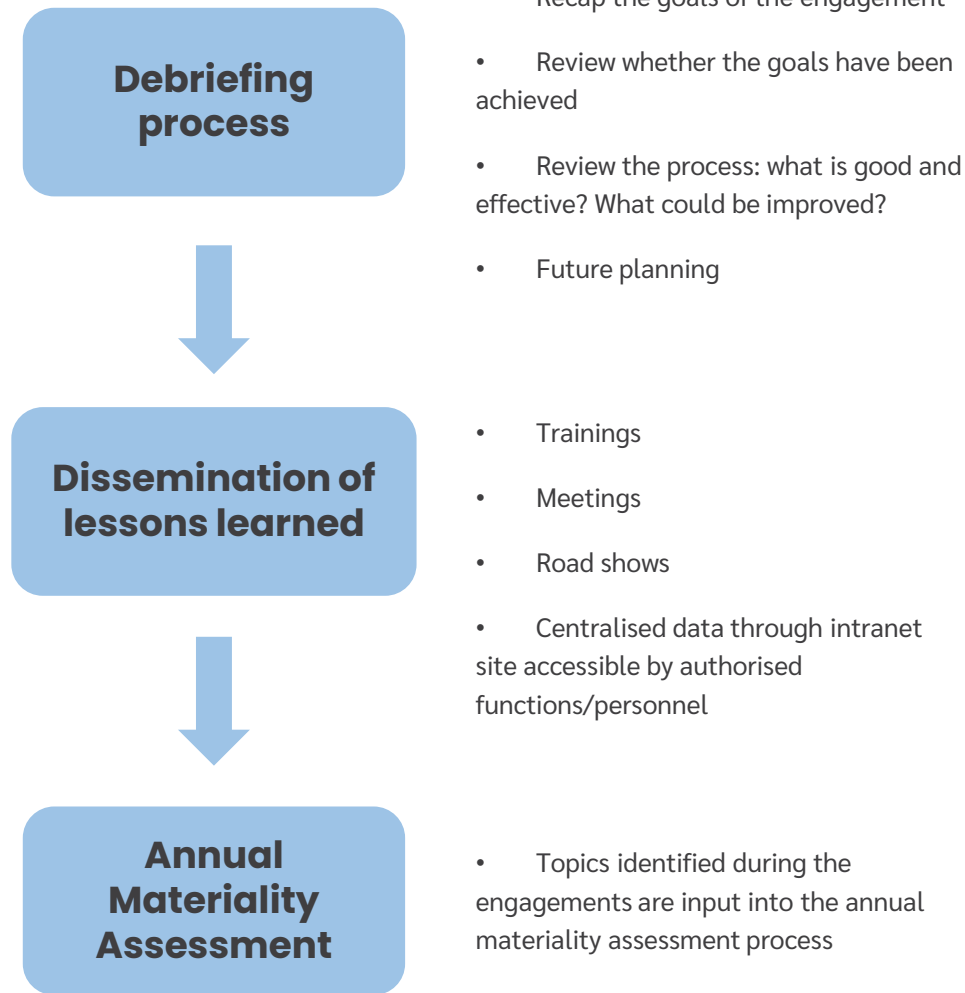 Recap the goals of the engagement
Debriefing
process
• Review whether the goals have been
achieved
• Review the process: what is good and
effective? What could be improved?
• Future planning
Dissemination of
lessons learned
• Trainings
• Meetings
• Road shows
• Centralised data through intranet
site accessible by authorised
functions/personnel
Annual
Materiality
Assessment
• Topics identified during the
engagements are input into the annual
materiality assessment process